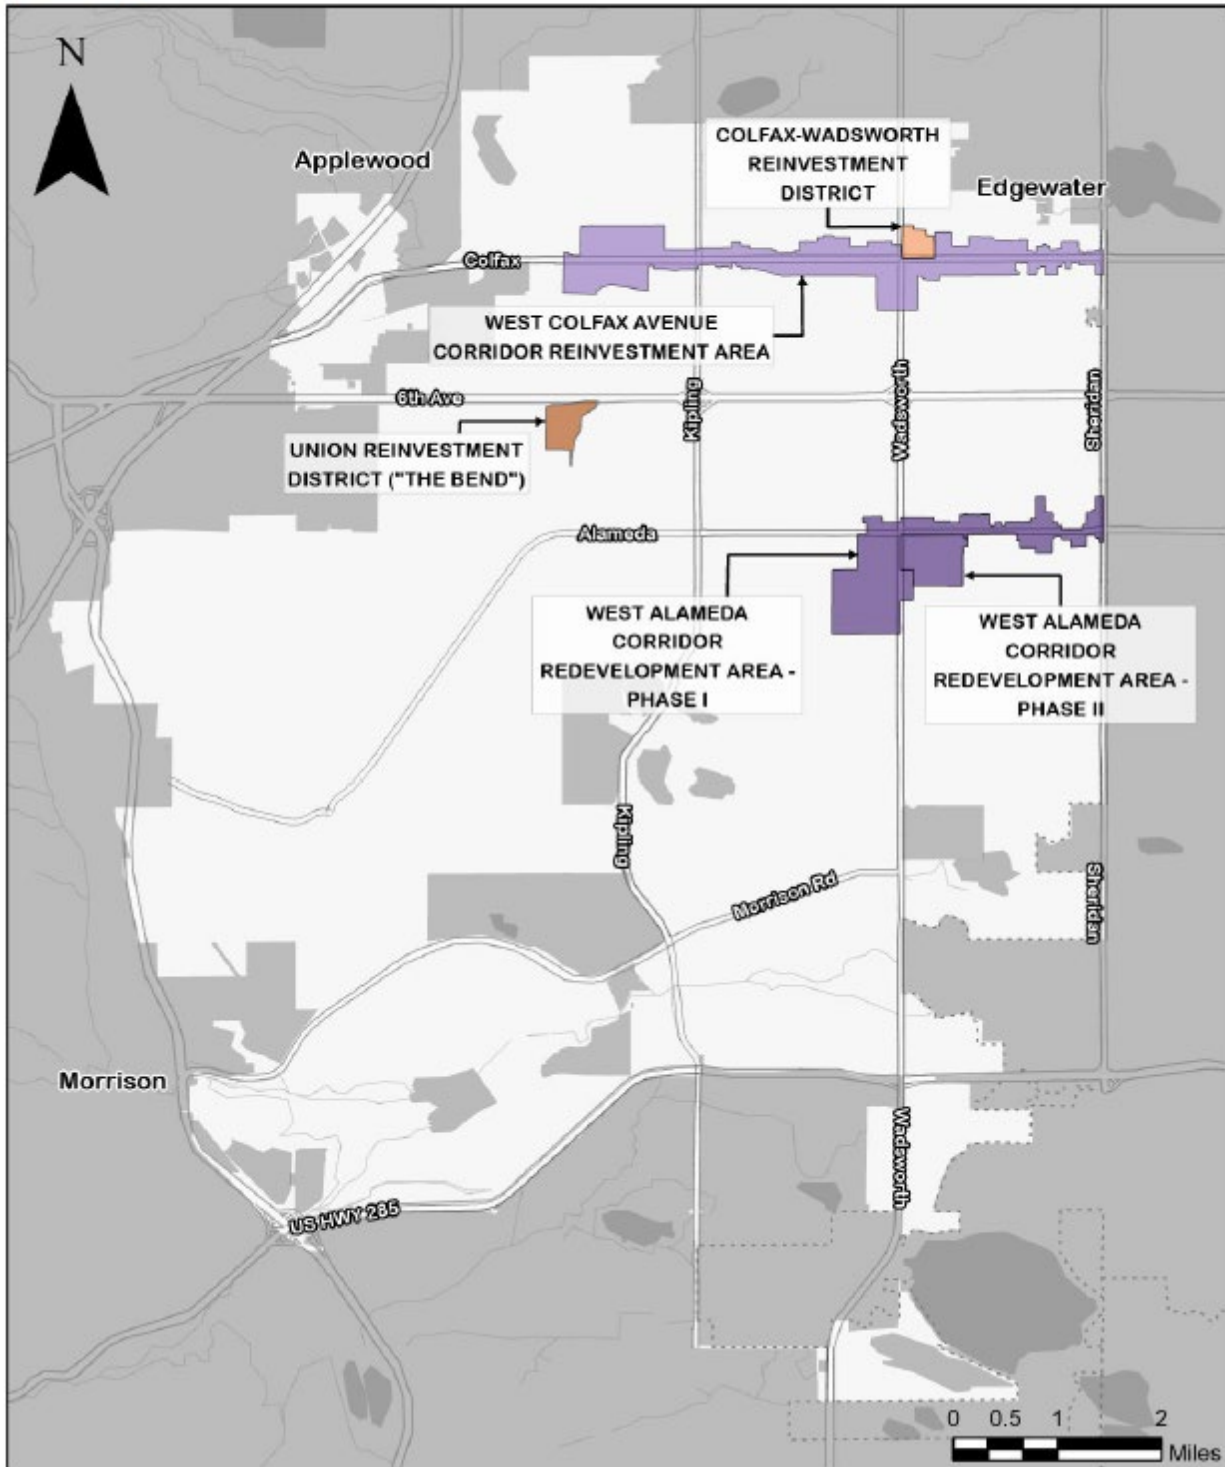 N
Applewood
COLFAX-WADSWORTH
REINVESTMENT
DISTRICT
Edgewater
Colfax
WEST COLFAX AVENUE
CORRIDOR REINVESTMENT AREA
Kipling
Wadsworth
Sheridan
6th Ave
UNION REINVESTMENT
DISTRICT ("THE BEND")
Alameda
WEST ALAMEDA
CORRIDOR
REDEVELOPMENT AREA -
PHASE I
WEST ALAMEDA
CORRIDOR
REDEVELOPMENT AREA -
PHASE II
Kipling
Morrison Rd
Sheridan
Morrison
Wadsworth
US HWY 285
0 0.5 1 2
Miles